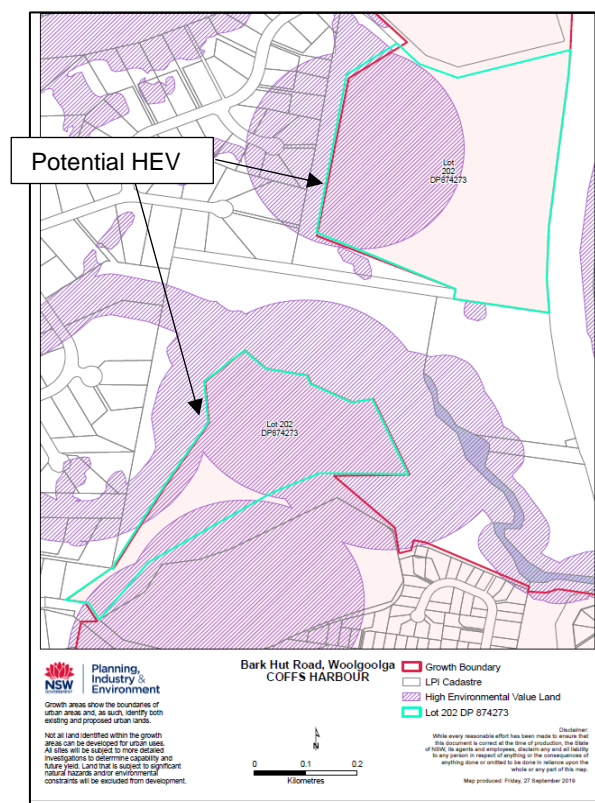 Potential HEV
Lot
202
DP874273
Lot 202
DP874273
NSW
GOVERNMENT
Planning,
Industry &
Environment
Growth areas show the boundaries of
urban areas and, as such, identify both
existing and proposed urban lands.
Not all land identified within the growth
areas can be developed for urban uses.
All sites will be subject to more detailed
investigations to determine capability and
future yield. Land that is subject to significant
natural hazards and/or environmental
constraints will be excluded from development.
Bark Hut Road, Woolgoolga
COFFS HARBOUR
N
0 0.1 0.2
Kilometres
Growth Boundary
LPI Cadastre
High Environmental Value Land
Lot 202 DP 874273
Disclaimer:
While every reasonable effort has been made to ensure that
this document is correct at the time of production, the State
of NSW, its agents and employees, disclaim any and all liability
to any person in respect of anything or the consequences of
anything done or omitted to be done in reliance upon the
whole or any part of this map.
Map produced: Friday, 27 September 2019